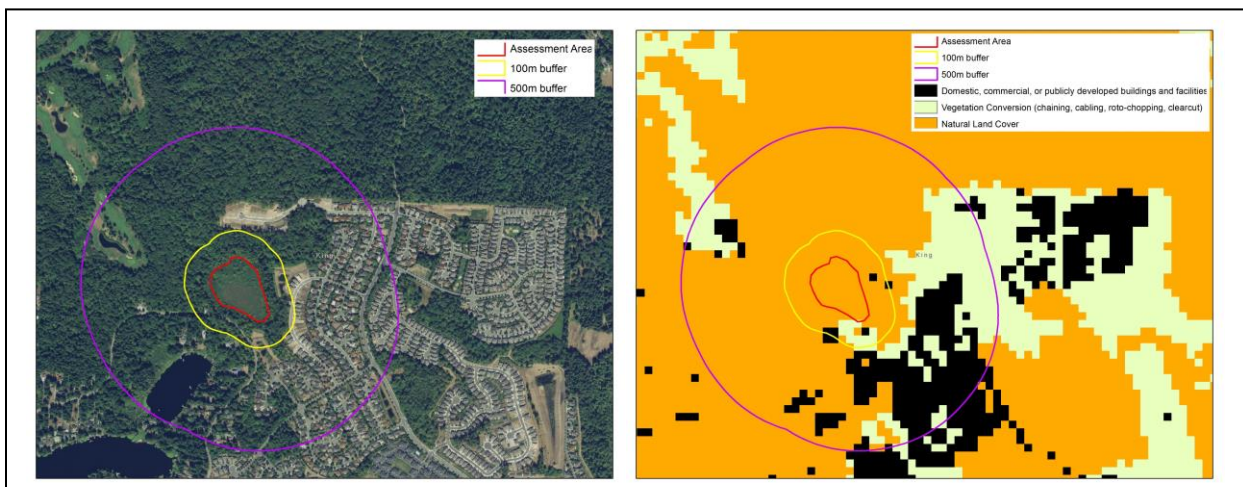 Assessment Area
100m buffer
500m buffer
King
Assessment Area
100m buffer
500m buffer
Domestic, commercial, or publicly developed buildings and facilities
Vegetation Conversion (chaining, cabling, roto-chopping, clearcut)
Natural Land Cover
King